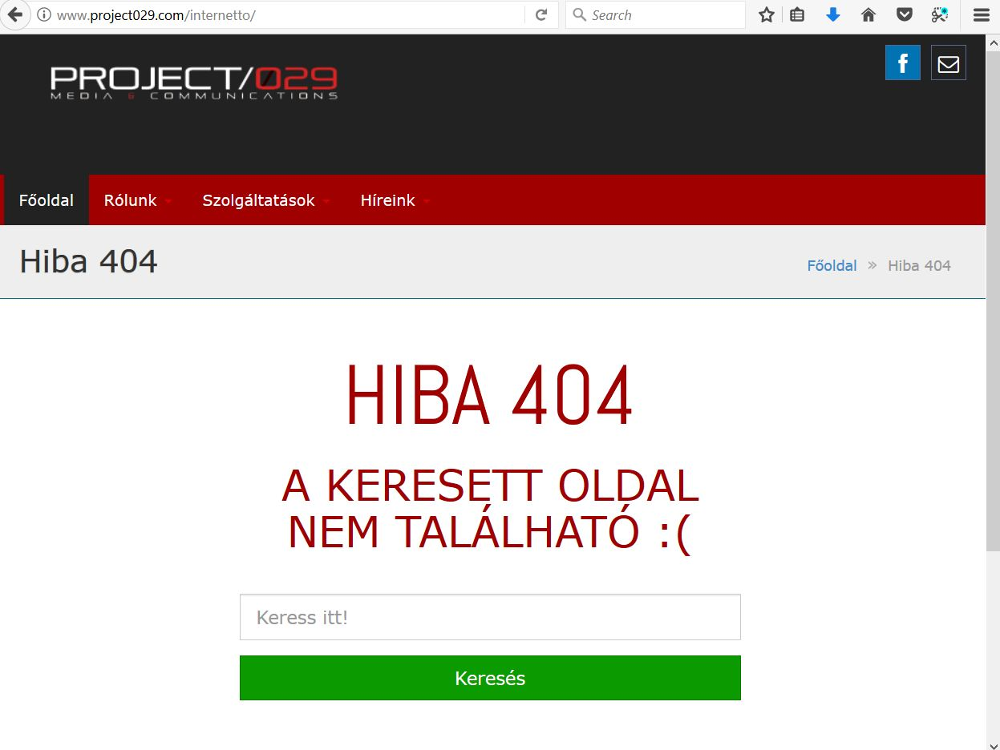 www.project029.com/internetto/
Search
PROJECT/029
MEDIA & COMMUNICATIONS
Főoldal
Rólunk
Szolgáltatások
Híreink
Hiba 404
Főoldal » Hiba 404
HIBA 404
A KERESETT OLDAL
NEM TALÁLHATÓ :(
Keress itt!
Keresés